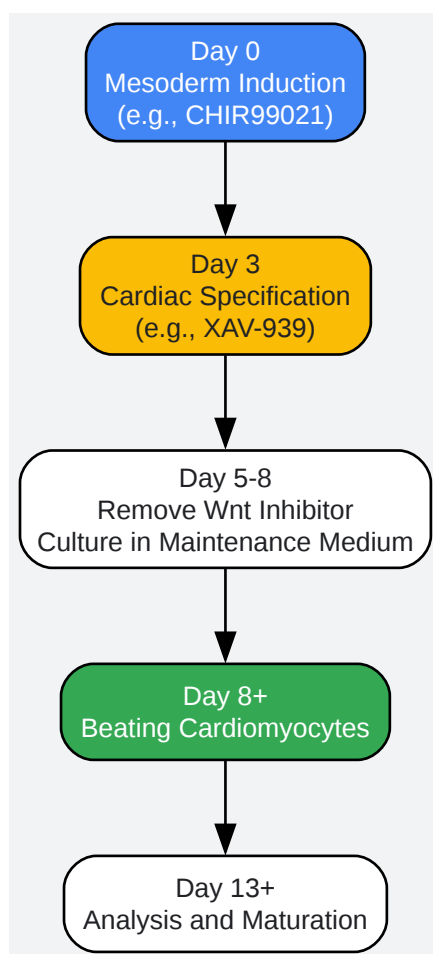 Day 0
Mesoderm Induction
(e.g., CHIR99021)
Day 3
Cardiac Specification
(e.g., XAV-939)
Day 5-8
Remove Wnt Inhibitor
Culture in Maintenance Medium
Day 8+
Beating Cardiomyocytes
Day 13+
Analysis and Maturation